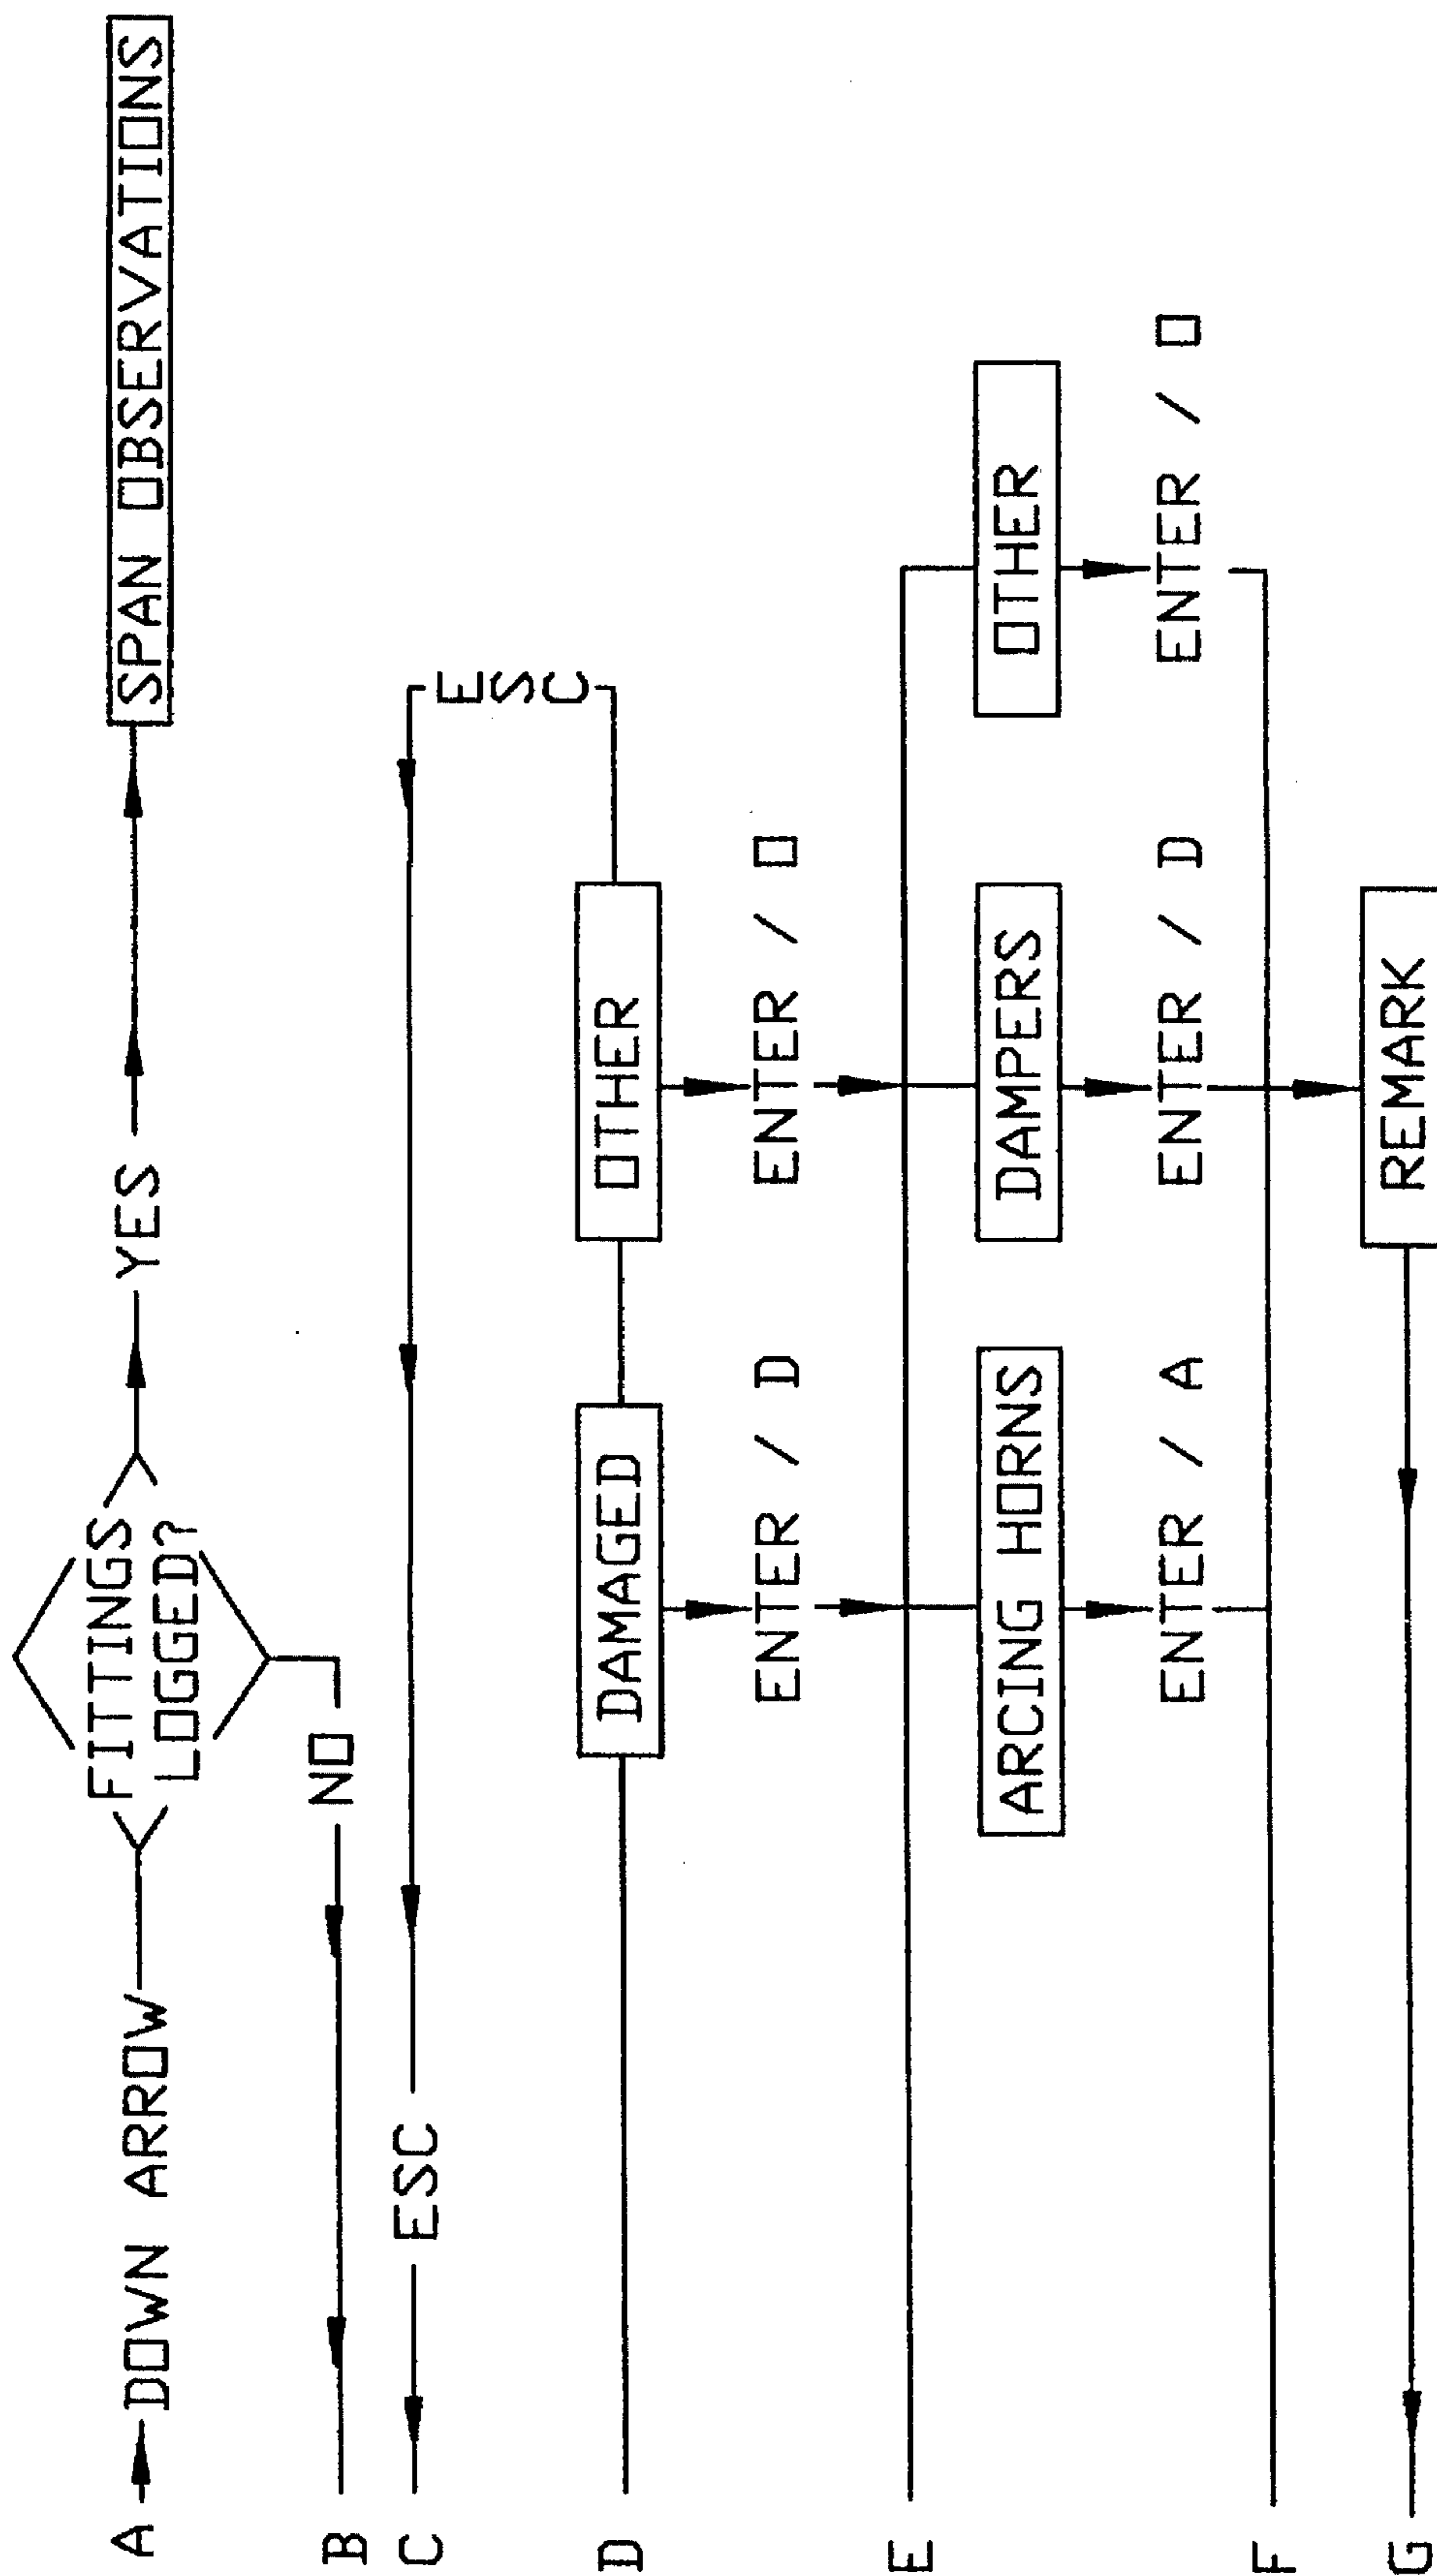 A
DOWN ARROW
FITTINGS
LOGGED?
YES
SPAN OBSERVATIONS
B
NO
C
ESC
ESC
D
DAMAGED
OTHER
ENTER / D
ENTER / O
E
ARCING HORNS
DAMPERS
OTHER
ENTER / A
ENTER / D
ENTER / O
F
REMARK
G